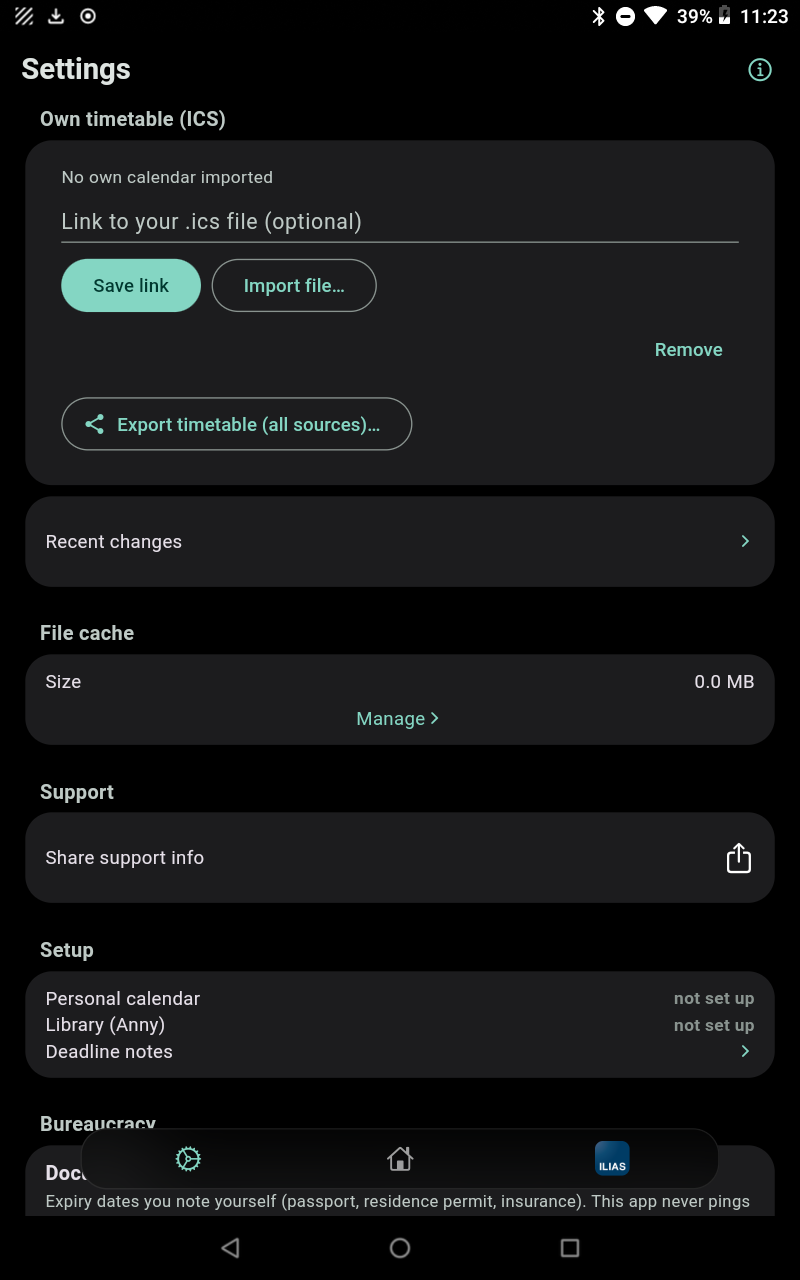 39% 11:23
Settings
Own timetable (ICS)
No own calendar imported
Link to your .ics file (optional)
Save link Import file…
Remove
Export timetable (all sources)…
Recent changes
File cache
Size 0.0 MB
Manage
Support
Share support info
Setup
Personal calendar not set up
Library (Anny) not set up
Deadline notes
Bureaucracy
ILIAS
Expiry dates you note yourself (passport, residence permit, insurance). This app never pings